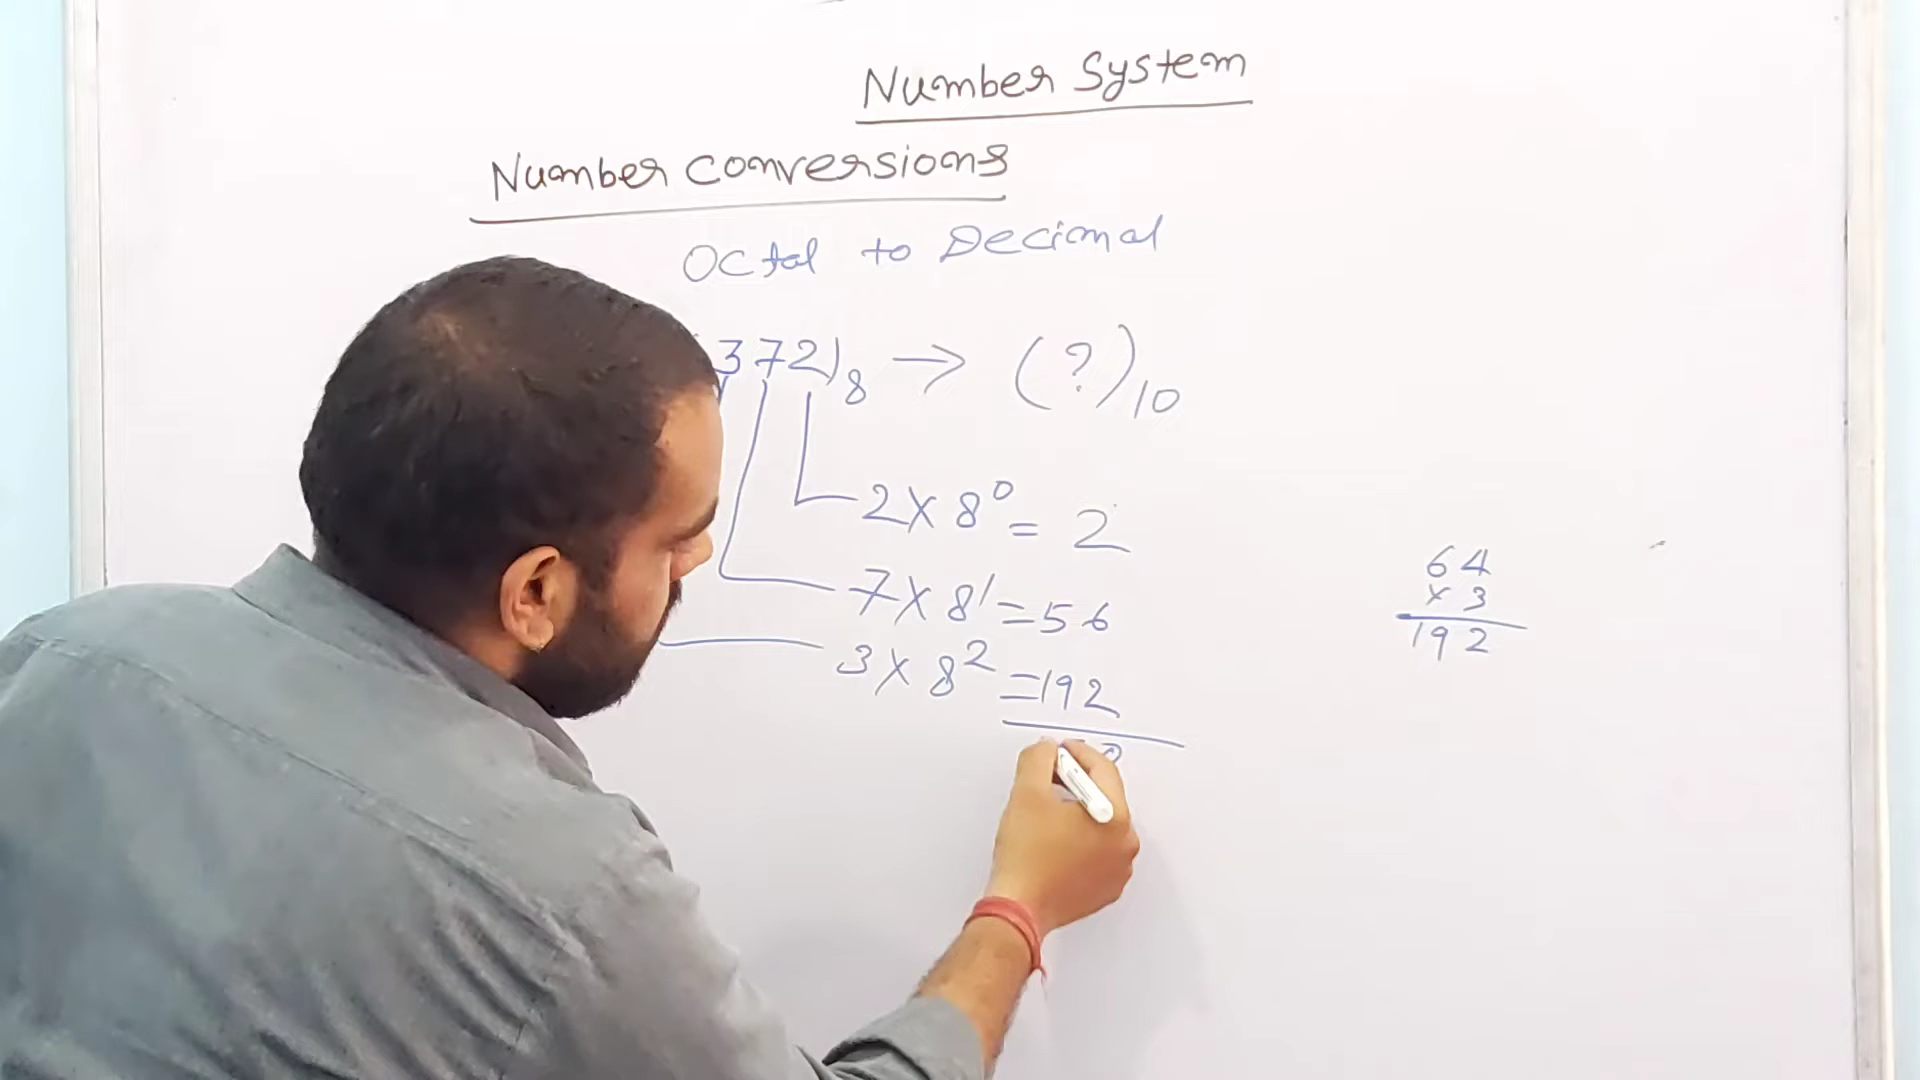 Number System
Number Conversions
Octal to Decimal
372)8 → (?)10
2 X 8⁰ = 2
7 X 8¹ = 56
3 X 8² = 192
64
x 3
192